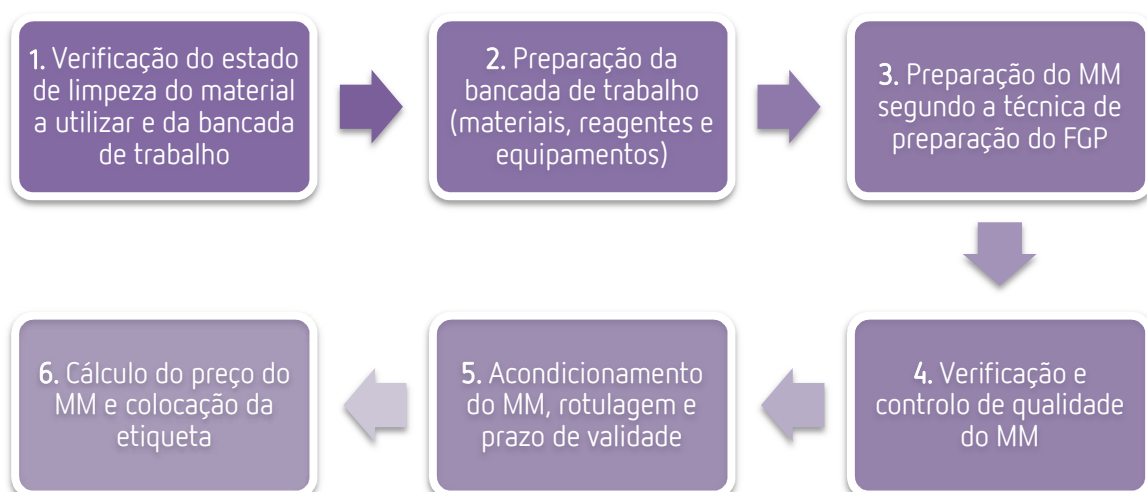 1. Verificação do estado
de limpeza do material
a utilizar e da bancada
de trabalho
2. Preparação da
bancada de trabalho
(materiais, reagentes e
equipamentos)
3. Preparação do MM
segundo a técnica de
preparação do FGP
4. Verificação e
controlo de qualidade
do MM
5. Acondicionamento
do MM, rotulagem e
prazo de validade
6. Cálculo do preço do
MM e colocação da
etiqueta